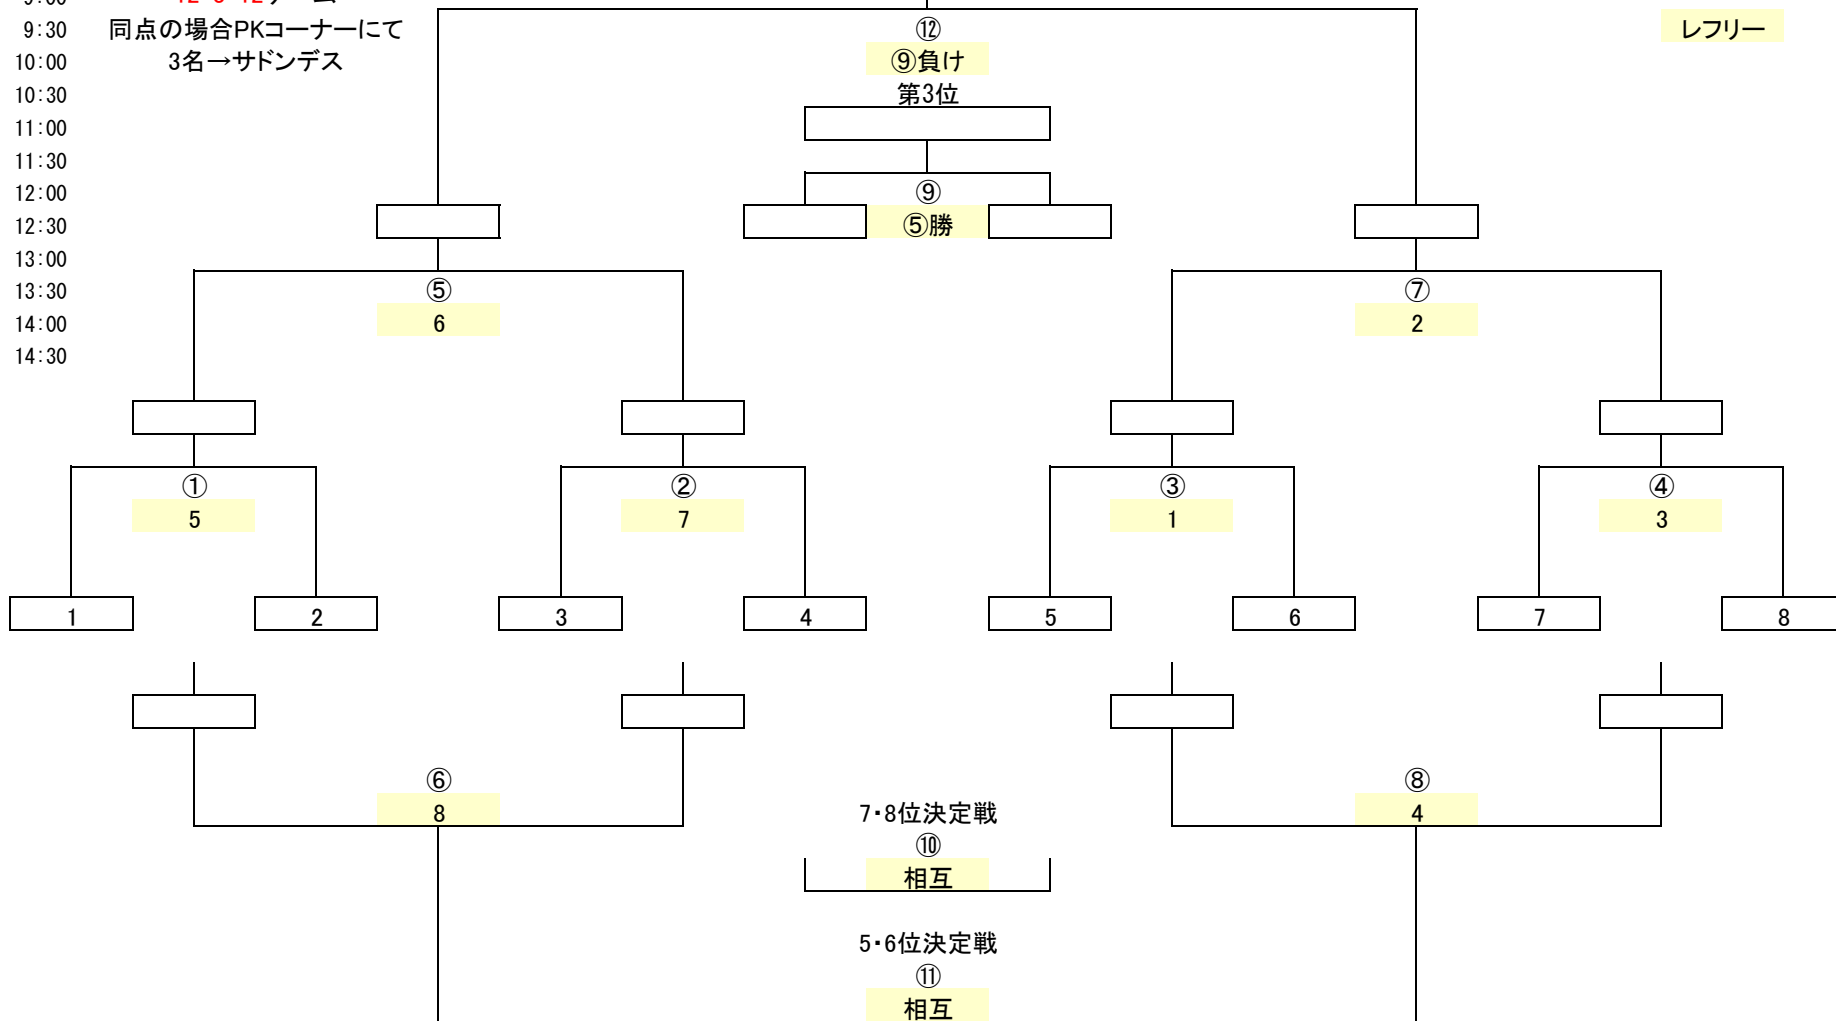 9:30 同点の場合PKコーナーにて ⑫ レフリー
10:00 3名→サドンデス ⑨負け
10:30 第3位
11:00
11:30
12:00 ⑨
12:30 ⑤勝
13:00
13:30 ⑤ ⑦
14:00 6 2
14:30
① ② ③ ④
5 7 1 3
1 2 3 4 5 6 7 8
⑥ ⑧
8 7・8位決定戦 4
⑩
相互
5・6位決定戦
⑪
相互